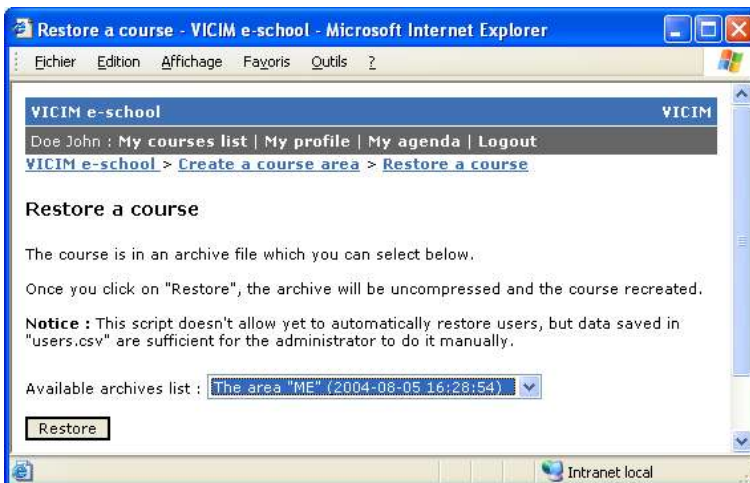 Restore a course - VICIM e-school - Microsoft Internet Explorer
Fichier Edition Affichage Favoris Outils ?
VICIM e-school VICIM
Doe John : My courses list | My profile | My agenda | Logout
VICIM e-school > Create a course area > Restore a course
Restore a course
The course is in an archive file which you can select below.
Once you click on "Restore", the archive will be uncompressed and the course recreated.
Notice : This script doesn't allow yet to automatically restore users, but data saved in
"users.csv" are sufficient for the administrator to do it manually.
Available archives list : The area "ME" (2004-08-05 16:28:54)
Restore
Intranet local